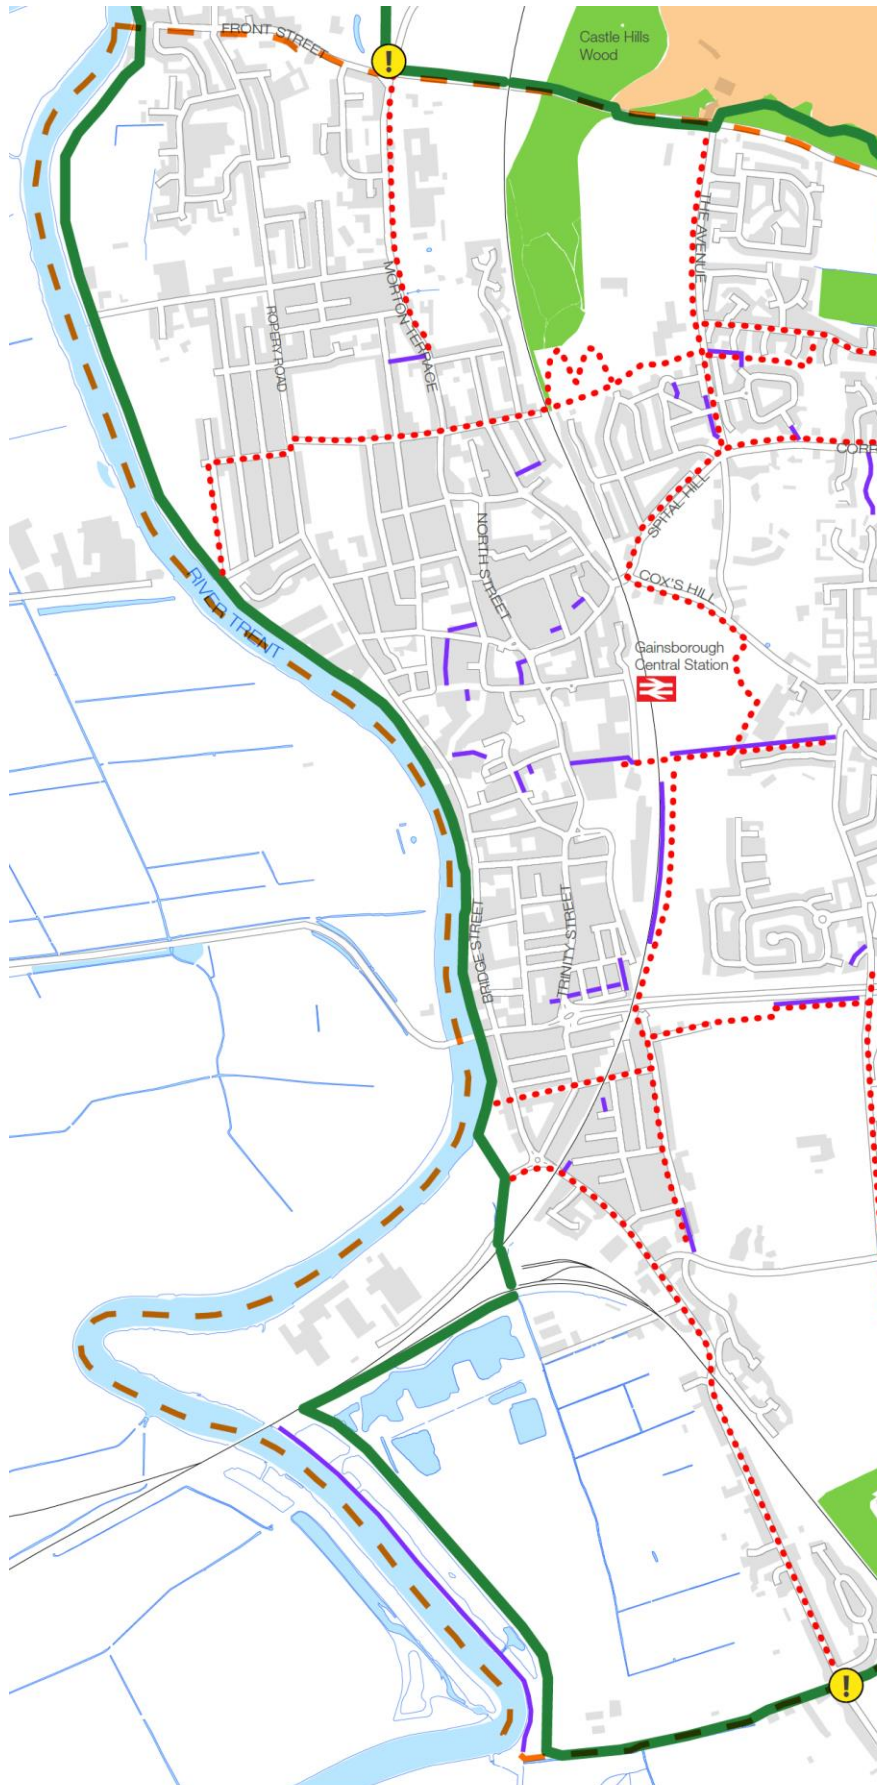 FRONT STREET
!
Castle Hills
Wood
THE AVENUE
MORTON TERRACE
ROPERY ROAD
CORR
SPITAL HILL
NORTH STREET
COX'S HILL
RIVER TRENT
Gainsborough
Central Station
BRIDGE STREET
TRINITY STREET
!